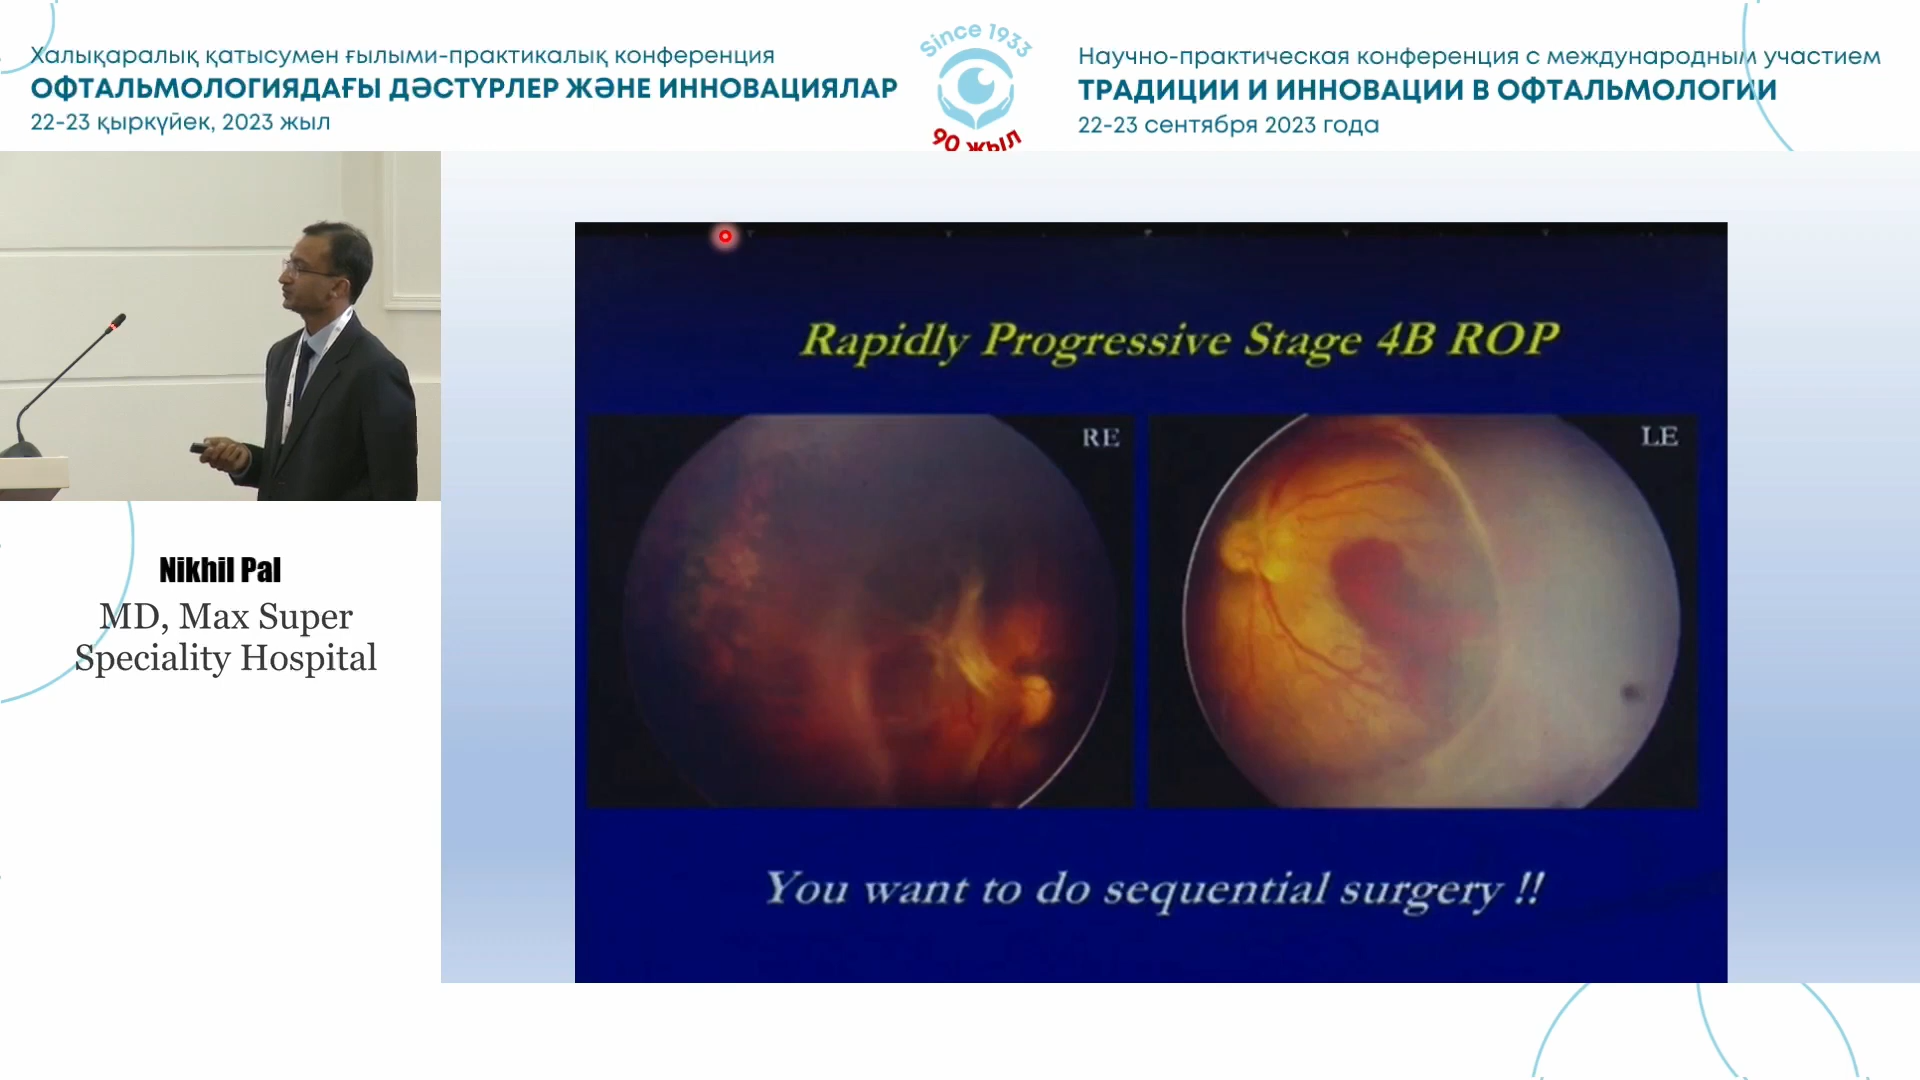 Халықаралық қатысумен ғылыми-практикалық конференция
ОФТАЛЬМОЛОГИЯДАҒЫ ДӘСТҮРЛЕР ЖӘНЕ ИННОВАЦИЯЛАР
22-23 қыркүйек, 2023 жыл
Since 1933
90 жыл
Научно-практическая конференция с международным участием
ТРАДИЦИИ И ИННОВАЦИИ В ОФТАЛЬМОЛОГИИ
22-23 сентября 2023 года
Nikhil Pal
MD, Max Super
Speciality Hospital
Rapidly Progressive Stage 4B ROP
RE
LE
You want to do sequential surgery !!